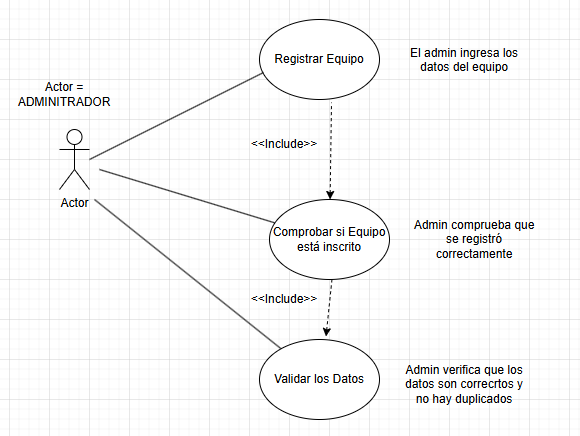 Registrar Equipo
El admin ingresa los
datos del equipo
Actor =
ADMINITRADOR
<<Include>>
Actor
Comprobar si Equipo
está inscrito
Admin comprueba que
se registró
correctamente
<<Include>>
Validar los Datos
Admin verifica que los
datos son correcrtos y
no hay duplicados